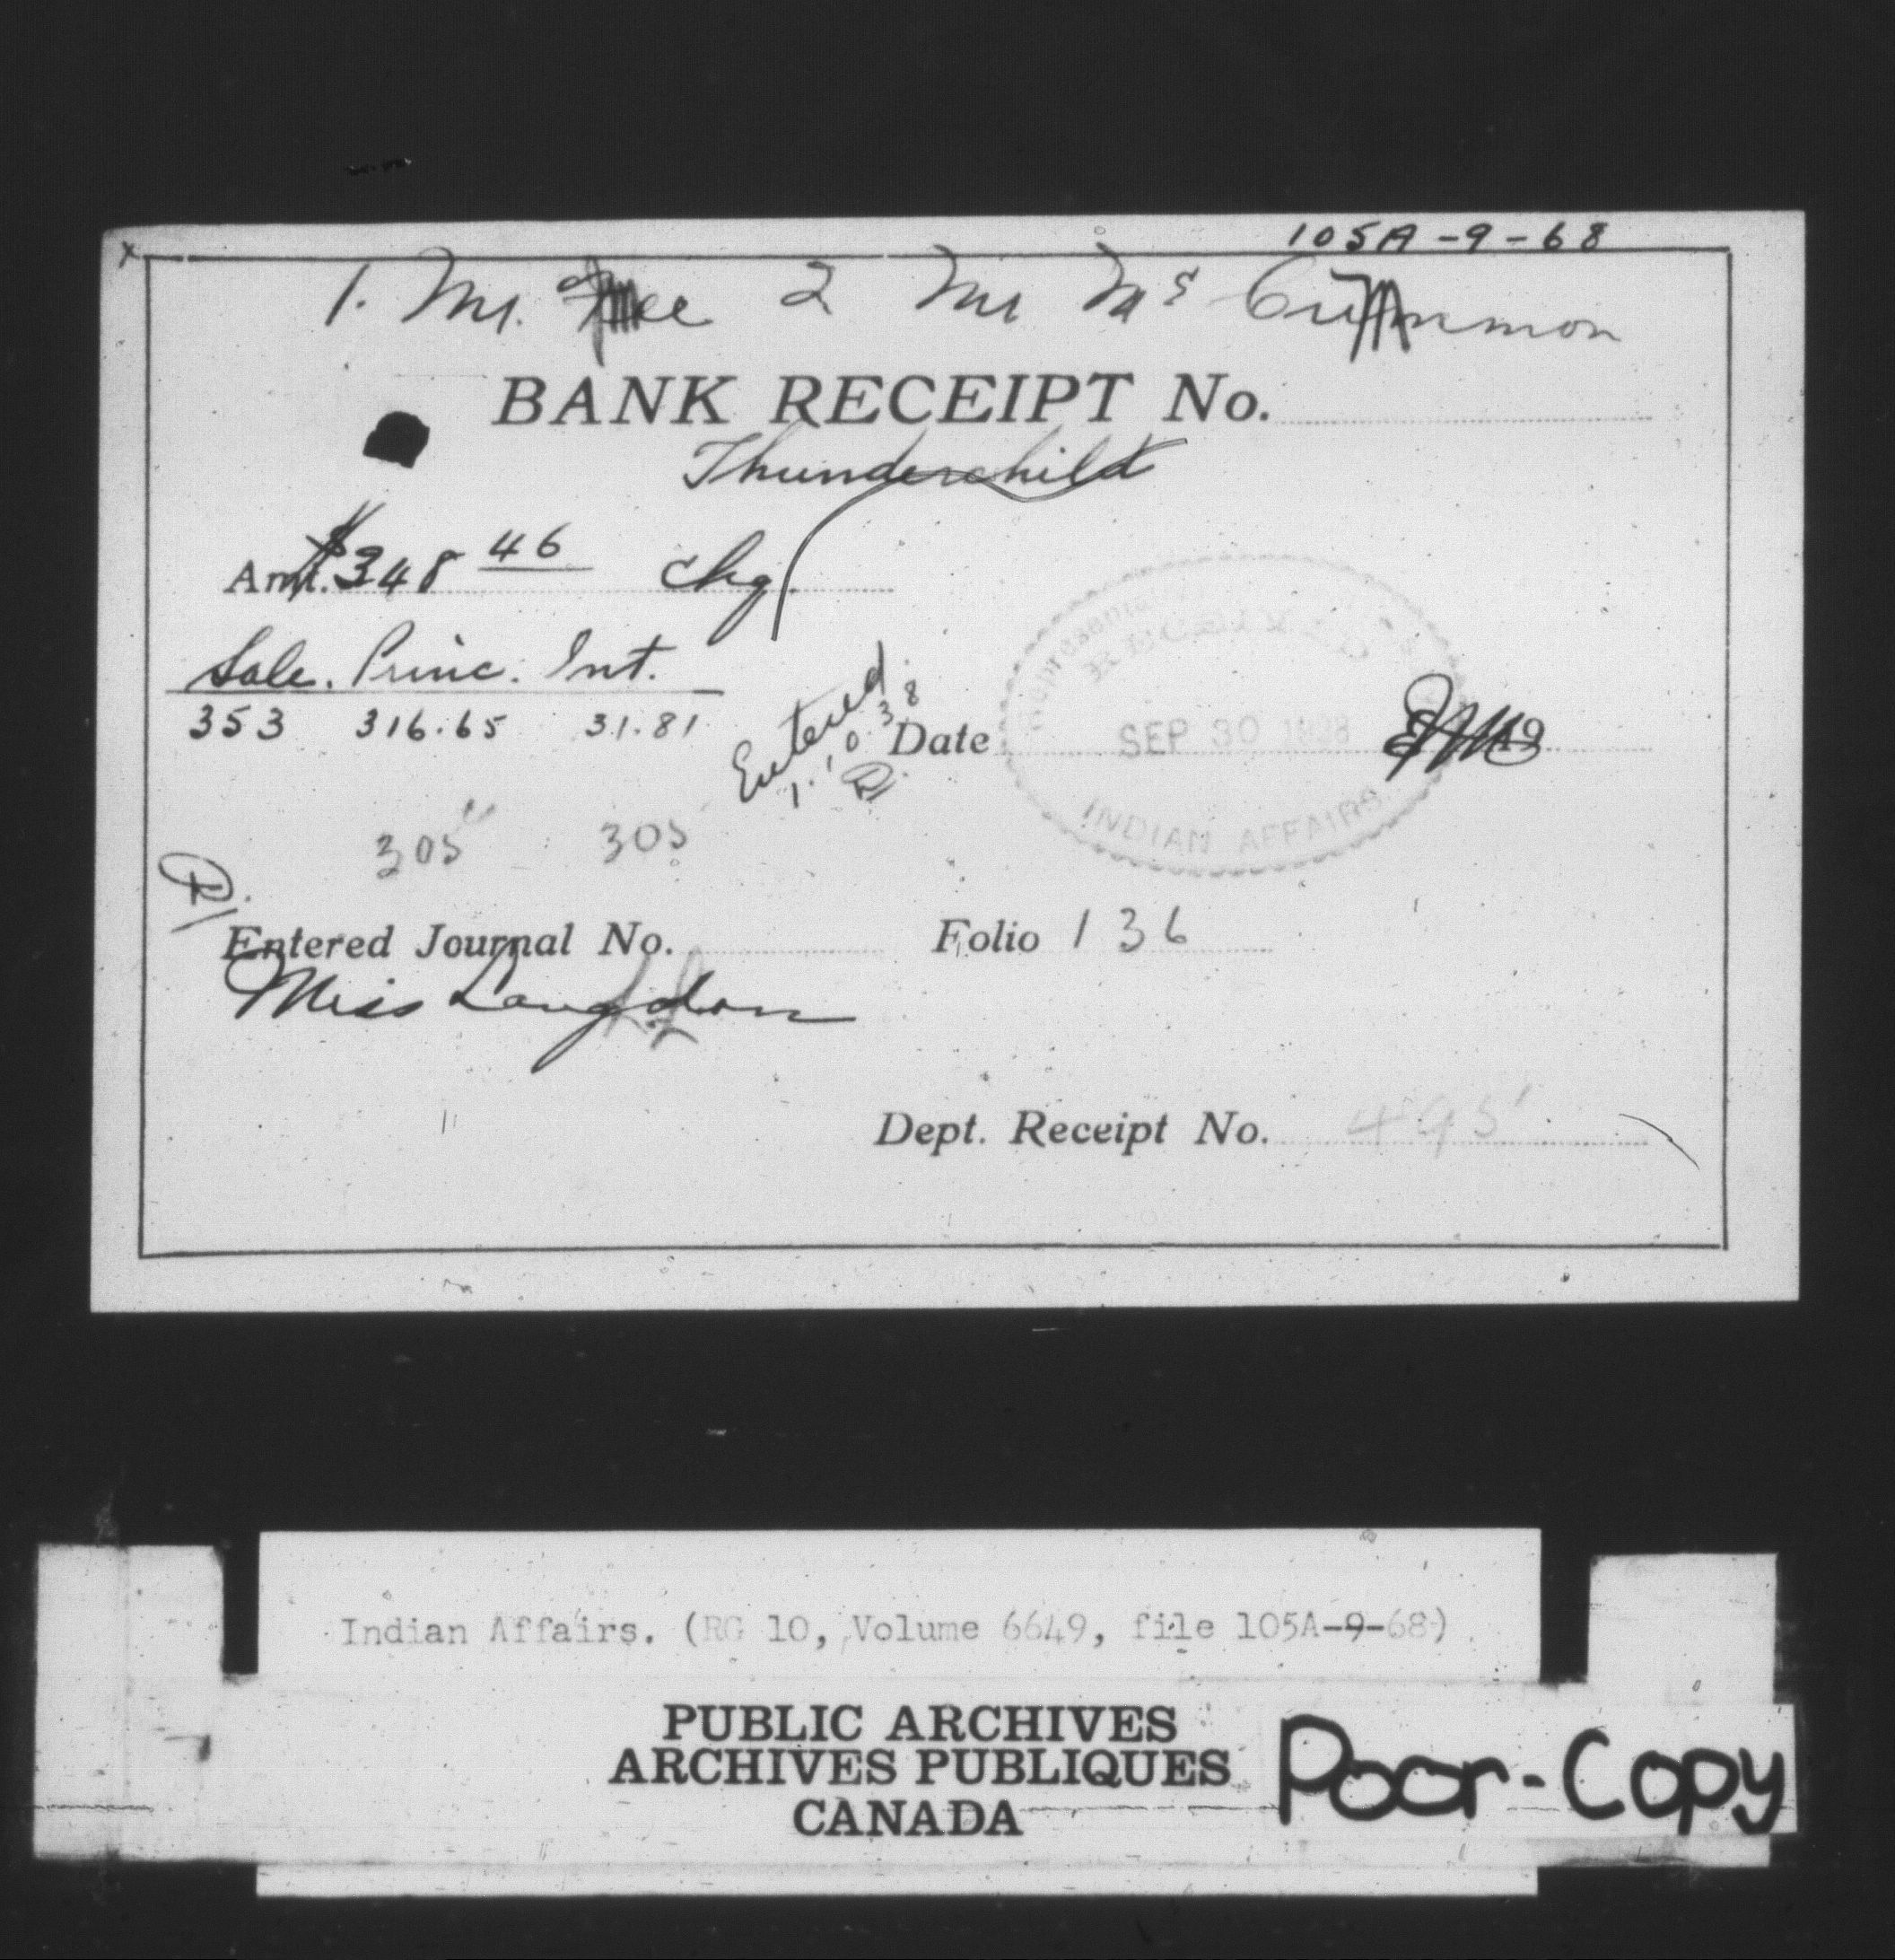 105A-9-68
1. Mr. 2 Mr Mc
BANK RECEIPT No.
Thunderchild
Amt. $348 46 chq
Sale. Princ. Int.
353 316.65 31.81
Entered
1.10.38
Date SEP 30 1938 19
INDIAN AFFAIRS
305 305
R.
Entered Journal No. Folio 136
Miss Langdon
Dept. Receipt No. 495
Indian Affairs. (RG 10, Volume 6649, file 105A-9-68)
PUBLIC ARCHIVES
ARCHIVES PUBLIQUES
CANADA
Poor-Copy